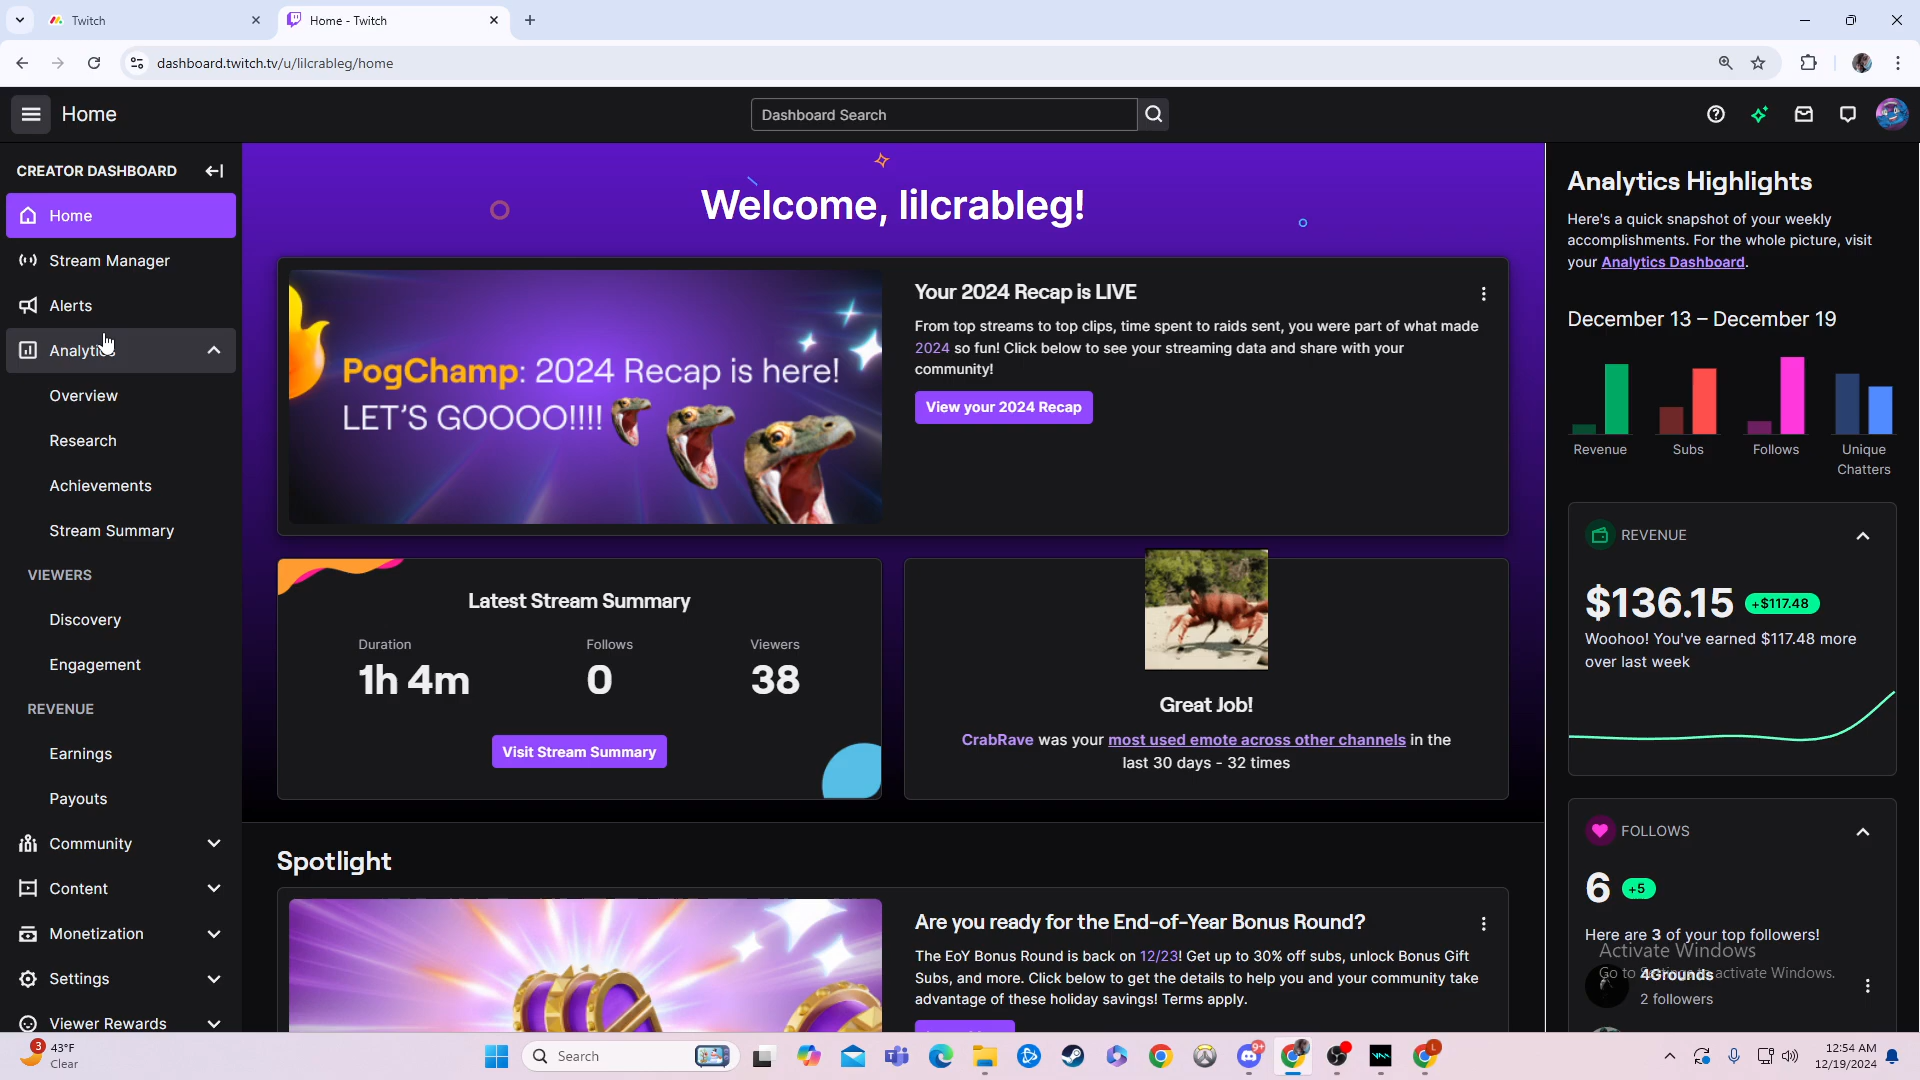 Twitch
Home - Twitch
dashboard.twitch.tv/u/lilcrableg/home
Home
Dashboard Search
CREATOR DASHBOARD
Home
Stream Manager
Alerts
Analytics
Overview
Research
Achievements
Stream Summary
VIEWERS
Discovery
Engagement
REVENUE
Earnings
Payouts
Community
Content
Monetization
Settings
Viewer Rewards
Welcome, lilcrableg!
PogChamp: 2024 Recap is here!
LET'S GOOOO!!!!
Your 2024 Recap is LIVE
From top streams to top clips, time spent to raids sent, you were part of what made
2024 so fun! Click below to see your streaming data and share with your
community!
View your 2024 Recap
Latest Stream Summary
Duration
1h 4m
Follows
0
Viewers
38
Visit Stream Summary
Great Job!
CrabRave was your most used emote across other channels in the
last 30 days - 32 times
Spotlight
Are you ready for the End-of-Year Bonus Round?
The EoY Bonus Round is back on 12/23! Get up to 30% off subs, unlock Bonus Gift
Subs, and more. Click below to get the details to help you and your community take
advantage of these holiday savings! Terms apply.
Analytics Highlights
Here's a quick snapshot of your weekly
accomplishments. For the whole picture, visit
your Analytics Dashboard.
December 13 – December 19
Revenue
Subs
Follows
Unique
Chatters
REVENUE
$136.15 +$117.48
Woohoo! You've earned $117.48 more
over last week
FOLLOWS
6 +5
Here are 3 of your top followers!
Activate Windows
4Grounds
Go to Settings to activate Windows.
2 followers
3
43°F
Clear
Search
9+
L
12:54 AM
12/19/2024